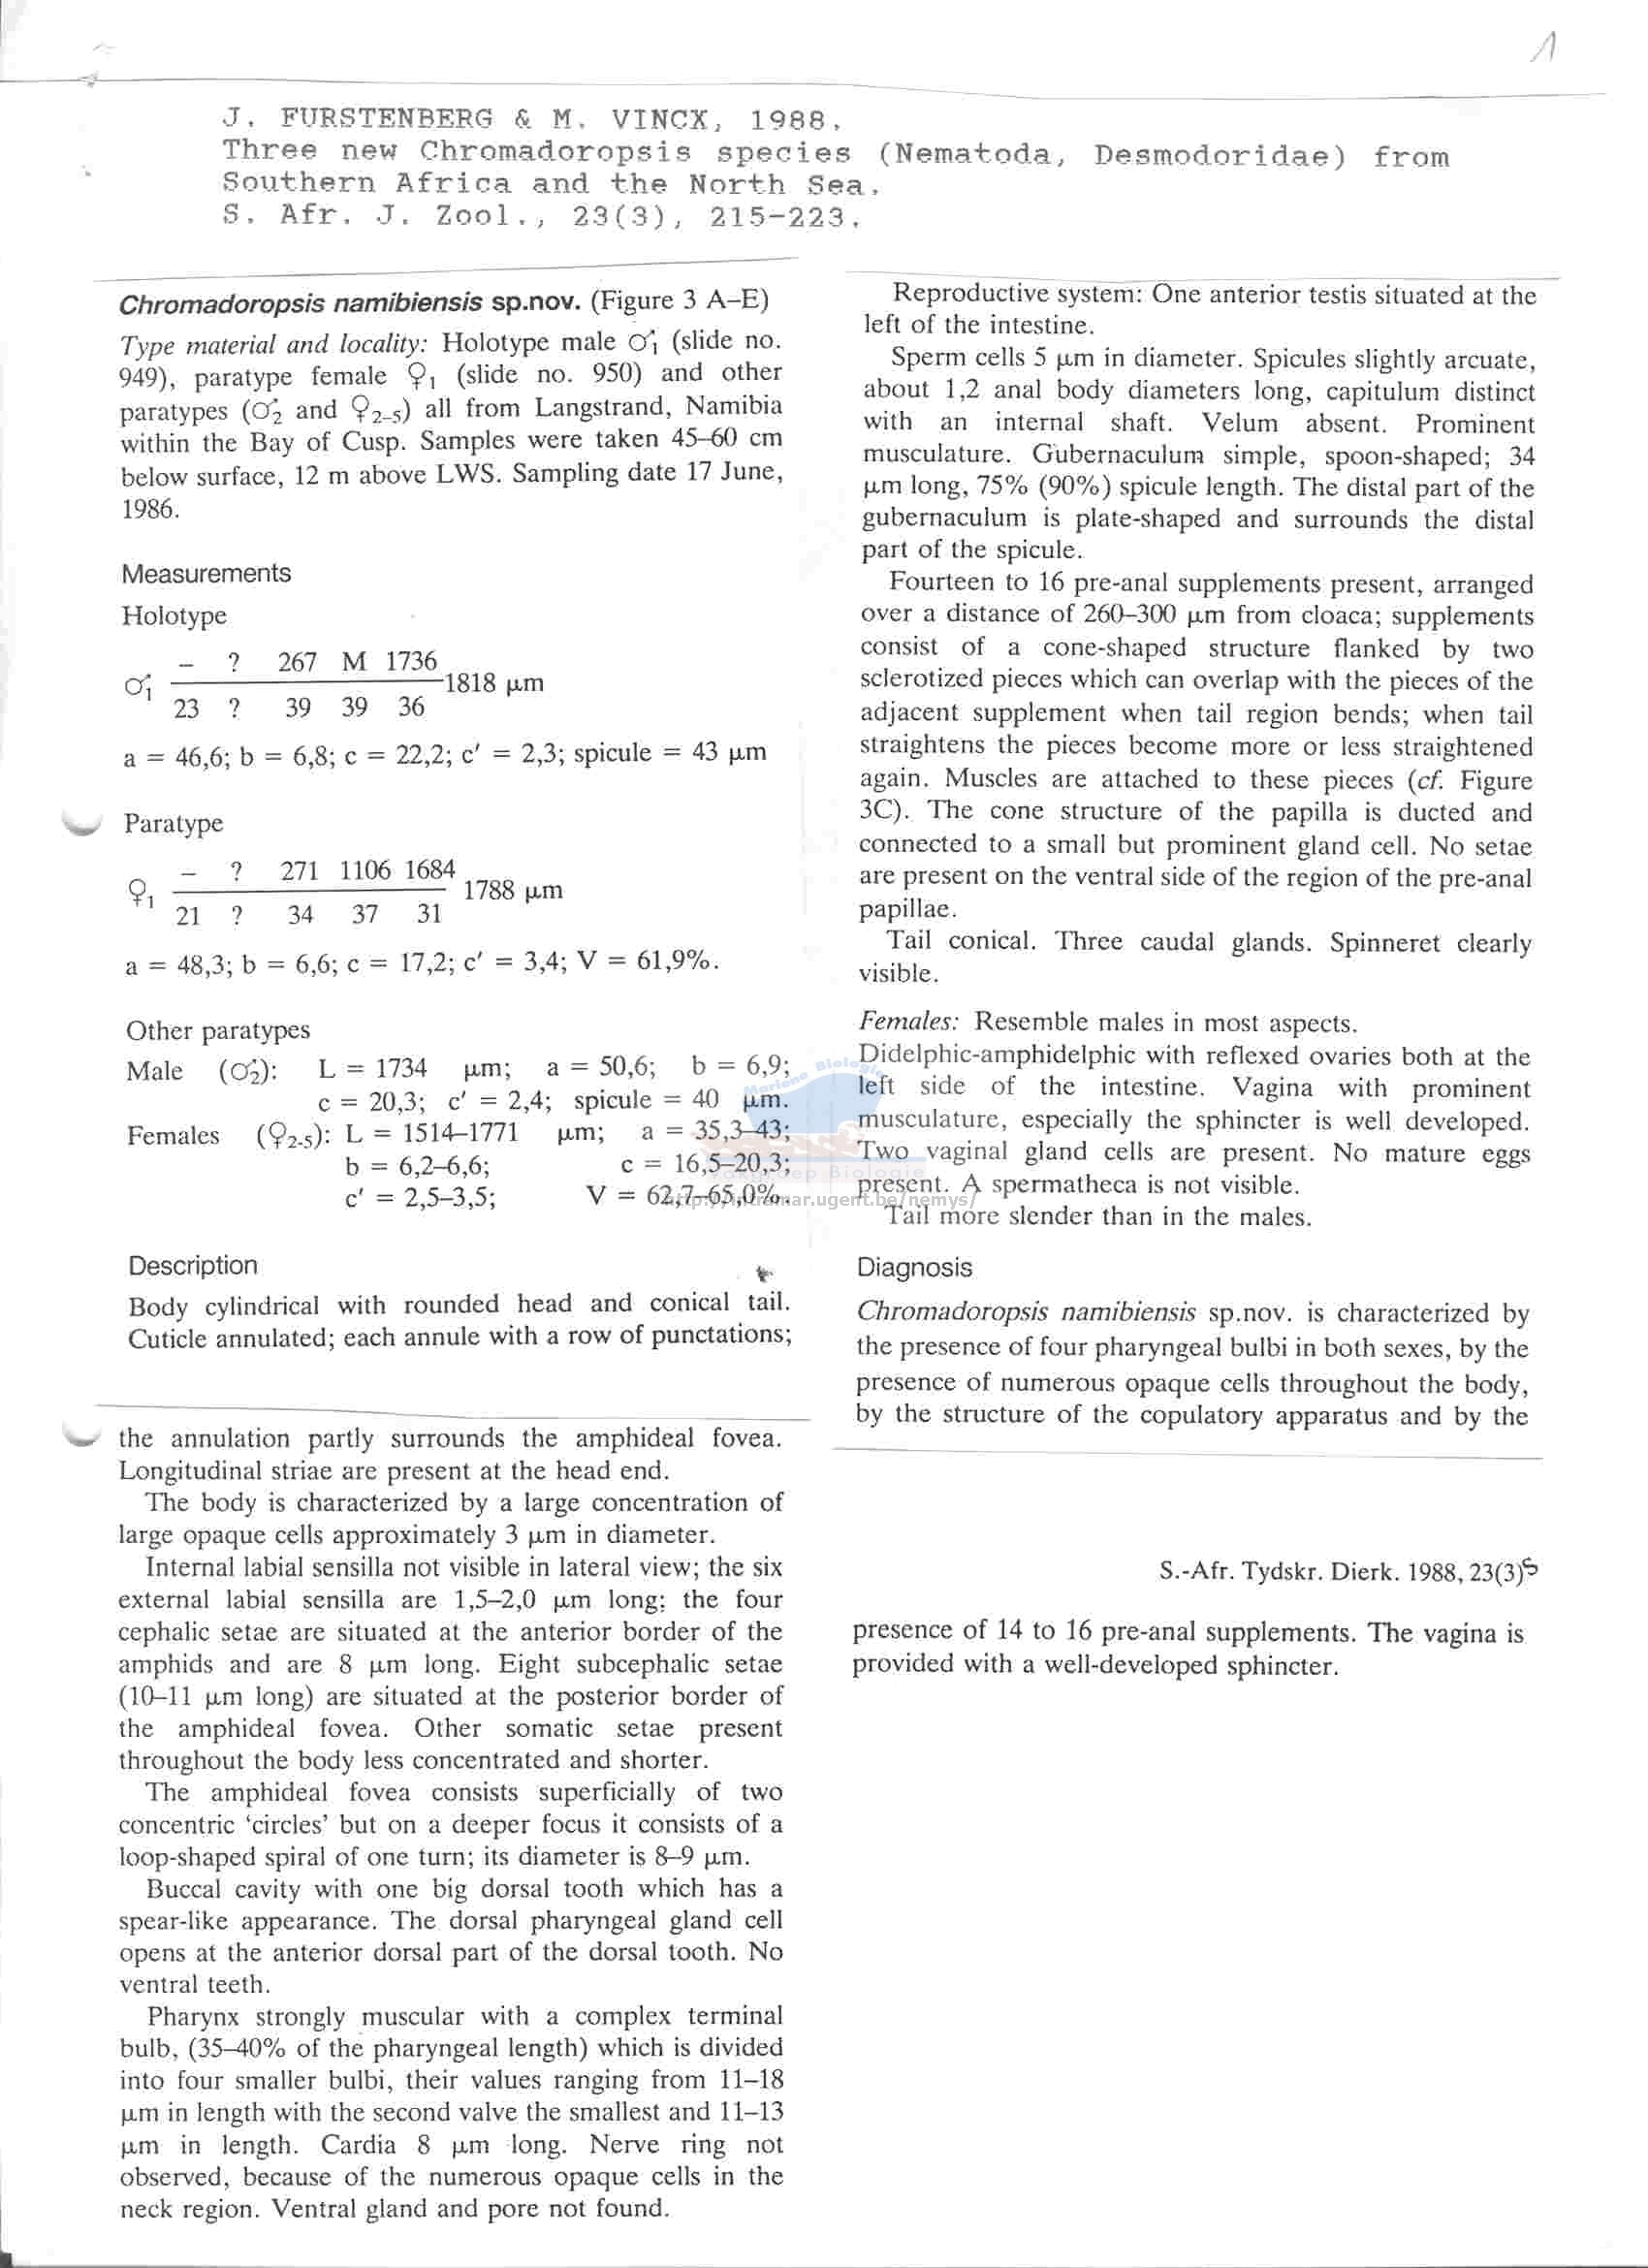 1
J. FURSTENBERG & M. VINCX, 1988.
Three new Chromadoropsis species (Nematoda, Desmodoridae) from
Southern Africa and the North Sea.
S. Afr. J. Zool., 23(3), 215-223.
Chromadoropsis namibiensis sp.nov. (Figure 3 A–E)
Type material and locality: Holotype male ♂1 (slide no.
949), paratype female ♀1 (slide no. 950) and other
paratypes (♂2 and ♀2–5) all from Langstrand, Namibia
within the Bay of Cusp. Samples were taken 45–60 cm
below surface, 12 m above LWS. Sampling date 17 June,
1986.
Measurements
Holotype
– ? 267 M 1736
♂1 1818 µm
23 ? 39 39 36
a = 46,6; b = 6,8; c = 22,2; c′ = 2,3; spicule = 43 µm
Paratype
– ? 271 1106 1684
♀1 1788 µm
21 ? 34 37 31
a = 48,3; b = 6,6; c = 17,2; c′ = 3,4; V = 61,9%.
Other paratypes
Male (♂2): L = 1734 µm; a = 50,6; b = 6,9;
c = 20,3; c′ = 2,4; spicule = 40 µm.
Females (♀2-5): L = 1514–1771 µm; a = 35,3–43;
b = 6,2–6,6; c = 16,5–20,3;
c′ = 2,5–3,5; V = 62,7–65,0%.
Description
Body cylindrical with rounded head and conical tail.
Cuticle annulated; each annule with a row of punctations;
the annulation partly surrounds the amphideal fovea.
Longitudinal striae are present at the head end.
The body is characterized by a large concentration of
large opaque cells approximately 3 µm in diameter.
Internal labial sensilla not visible in lateral view; the six
external labial sensilla are 1,5–2,0 µm long; the four
cephalic setae are situated at the anterior border of the
amphids and are 8 µm long. Eight subcephalic setae
(10–11 µm long) are situated at the posterior border of
the amphideal fovea. Other somatic setae present
throughout the body less concentrated and shorter.
The amphideal fovea consists superficially of two
concentric ‘circles’ but on a deeper focus it consists of a
loop-shaped spiral of one turn; its diameter is 8–9 µm.
Buccal cavity with one big dorsal tooth which has a
spear-like appearance. The dorsal pharyngeal gland cell
opens at the anterior dorsal part of the dorsal tooth. No
ventral teeth.
Pharynx strongly muscular with a complex terminal
bulb, (35–40% of the pharyngeal length) which is divided
into four smaller bulbi, their values ranging from 11–18
µm in length with the second valve the smallest and 11–13
µm in length. Cardia 8 µm long. Nerve ring not
observed, because of the numerous opaque cells in the
neck region. Ventral gland and pore not found.
Reproductive system: One anterior testis situated at the
left of the intestine.
Sperm cells 5 µm in diameter. Spicules slightly arcuate,
about 1,2 anal body diameters long, capitulum distinct
with an internal shaft. Velum absent. Prominent
musculature. Gubernaculum simple, spoon-shaped; 34
µm long, 75% (90%) spicule length. The distal part of the
gubernaculum is plate-shaped and surrounds the distal
part of the spicule.
Fourteen to 16 pre-anal supplements present, arranged
over a distance of 260–300 µm from cloaca; supplements
consist of a cone-shaped structure flanked by two
sclerotized pieces which can overlap with the pieces of the
adjacent supplement when tail region bends; when tail
straightens the pieces become more or less straightened
again. Muscles are attached to these pieces (cf. Figure
3C). The cone structure of the papilla is ducted and
connected to a small but prominent gland cell. No setae
are present on the ventral side of the region of the pre-anal
papillae.
Tail conical. Three caudal glands. Spinneret clearly
visible.
Females: Resemble males in most aspects.
Didelphic-amphidelphic with reflexed ovaries both at the
left side of the intestine. Vagina with prominent
musculature, especially the sphincter is well developed.
Two vaginal gland cells are present. No mature eggs
present. A spermatheca is not visible.
Tail more slender than in the males.
Diagnosis
Chromadoropsis namibiensis sp.nov. is characterized by
the presence of four pharyngeal bulbi in both sexes, by the
presence of numerous opaque cells throughout the body,
by the structure of the copulatory apparatus and by the
S.-Afr. Tydskr. Dierk. 1988, 23(3)
presence of 14 to 16 pre-anal supplements. The vagina is
provided with a well-developed sphincter.
Mariene Biologie
Biologie
ugent.be/nemys/